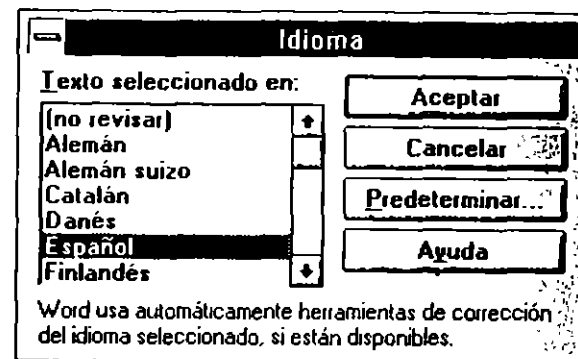 Idioma
Texto seleccionado en:
(no revisar)
Alemán
Alemán suizo
Catalán
Danés
Español
Finlandés
Aceptar
Cancelar
Predeterminar...
Ayuda
Word usa automáticamente herramientas de corrección
del idioma seleccionado, si están disponibles.